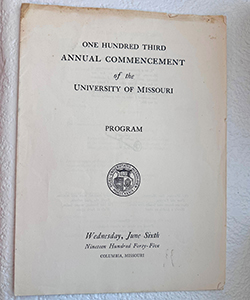 ONE HUNDRED THIRD
ANNUAL COMMENCEMENT
of the
UNIVERSITY OF MISSOURI
PROGRAM
Wednesday, June Sixth
Nineteen Hundred Forty-Five
COLUMBIA, MISSOURI